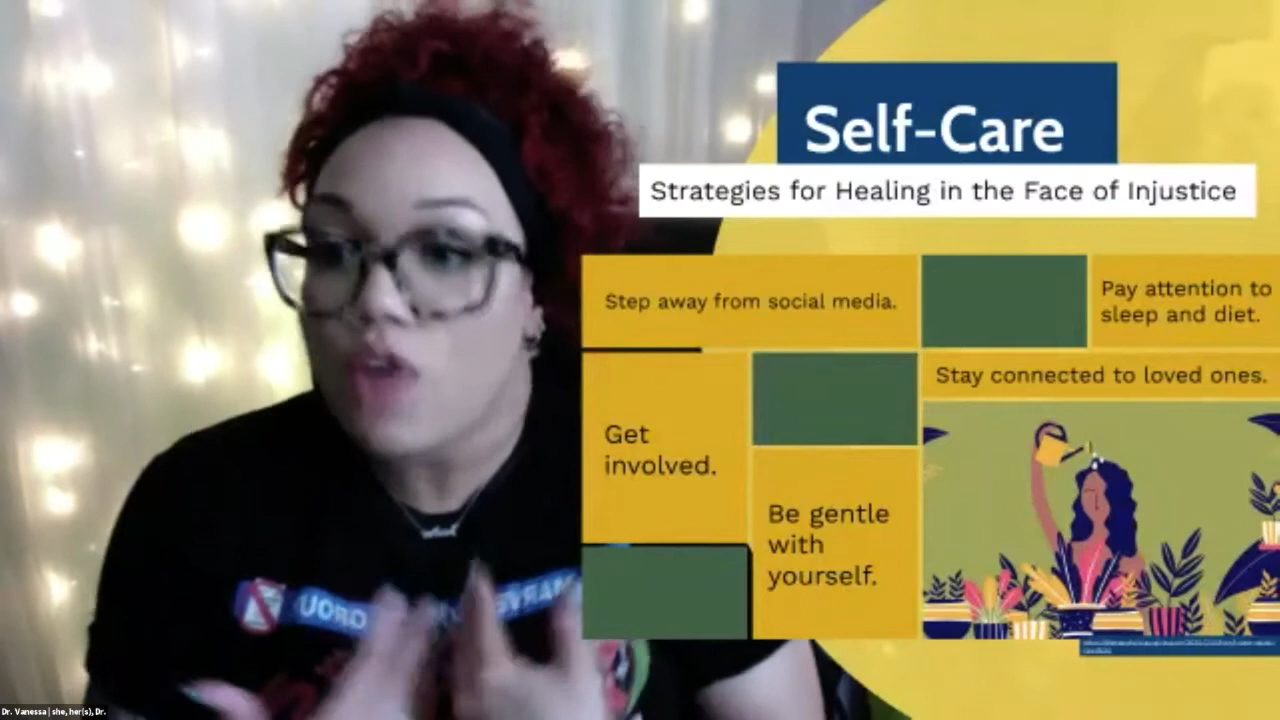 Self-Care
Strategies for Healing in the Face of Injustice
Step away from social media.
Pay attention to
sleep and diet.
Stay connected to loved ones.
Get
involved.
Be gentle
with
yourself.
Dr. Vanessa | she, her(s), Dr.